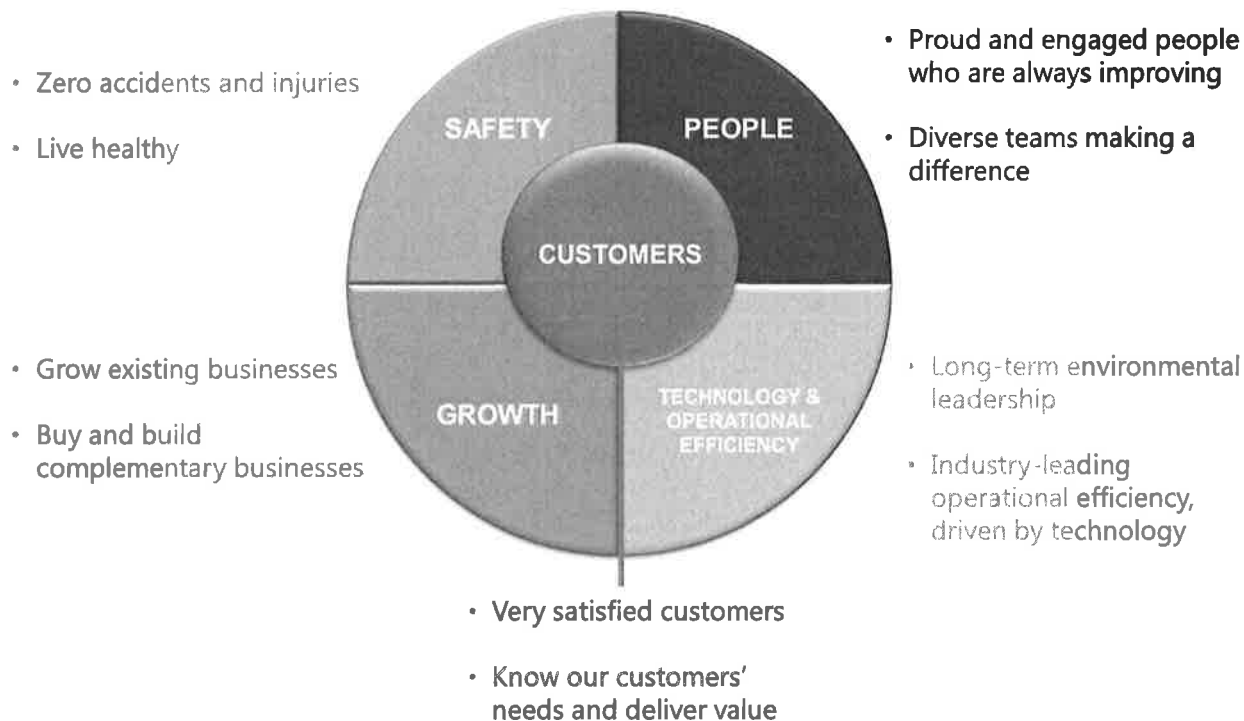 • Zero accidents and injuries
• Live healthy
SAFETY
PEOPLE
• Proud and engaged people
who are always improving
• Diverse teams making a
difference
CUSTOMERS
• Grow existing businesses
• Buy and build
complementary businesses
GROWTH
TECHNOLOGY &
OPERATIONAL
EFFICIENCY
• Long-term environmental
leadership
• Industry-leading
operational efficiency,
driven by technology
• Very satisfied customers
• Know our customers'
needs and deliver value